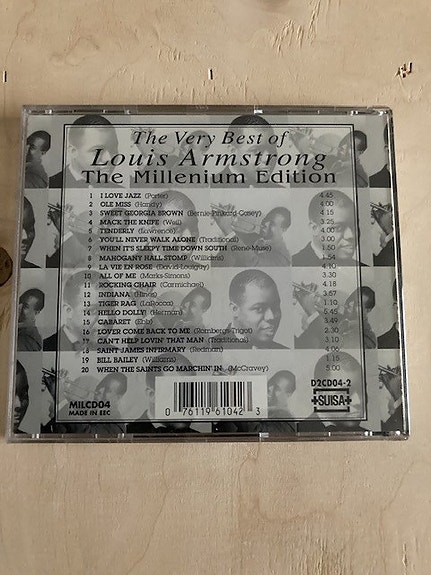 The Very Best of
Louis Armstrong
The Millenium Edition
1 I LOVE JAZZ (Porter) 4.45
2 OLE MISS (Handy) 4.00
3 SWEET GEORGIA BROWN (Bernie-Pinkard-Casey) 4.15
4 MACK THE KNIFE (Weil) 3.25
5 TENDERLY (Lawrence) 4.00
6 YOU'LL NEVER WALK ALONE (Traditional) 3.00
7 WHEN IT'S SLEEPY TIME DOWN SOUTH (Rene-Muse) 1.50
8 MAHOGANY HALL STOMP (Williams) 1.54
9 LA VIE EN ROSE (David-Louiguy) 4.10
10 ALL OF ME (Marks-Simons) 3.30
11 ROCKING CHAIR (Carmichael) 4.18
12 INDIANA (Hines) 3.57
13 TIGER RAG (LaRocca) 1.10
14 HELLO DOLLY (Herman) 5.45
15 CABARET (Ebb) 3.49
16 LOVER COME BACK TO ME (Romberg-Trigat) 2.30
17 CAN'T HELP LOVIN' THAT MAN (Traditional) 3.10
18 SAINT JAMES INFIRMARY (Redman) 4.06
19 BILL BAILEY (Williams) 1.15
20 WHEN THE SAINTS GO MARCHIN' IN (McCravey) 5.00
0 76119 61042 3
D2CD04-2
SUISA
MILCD04
MADE IN EEC